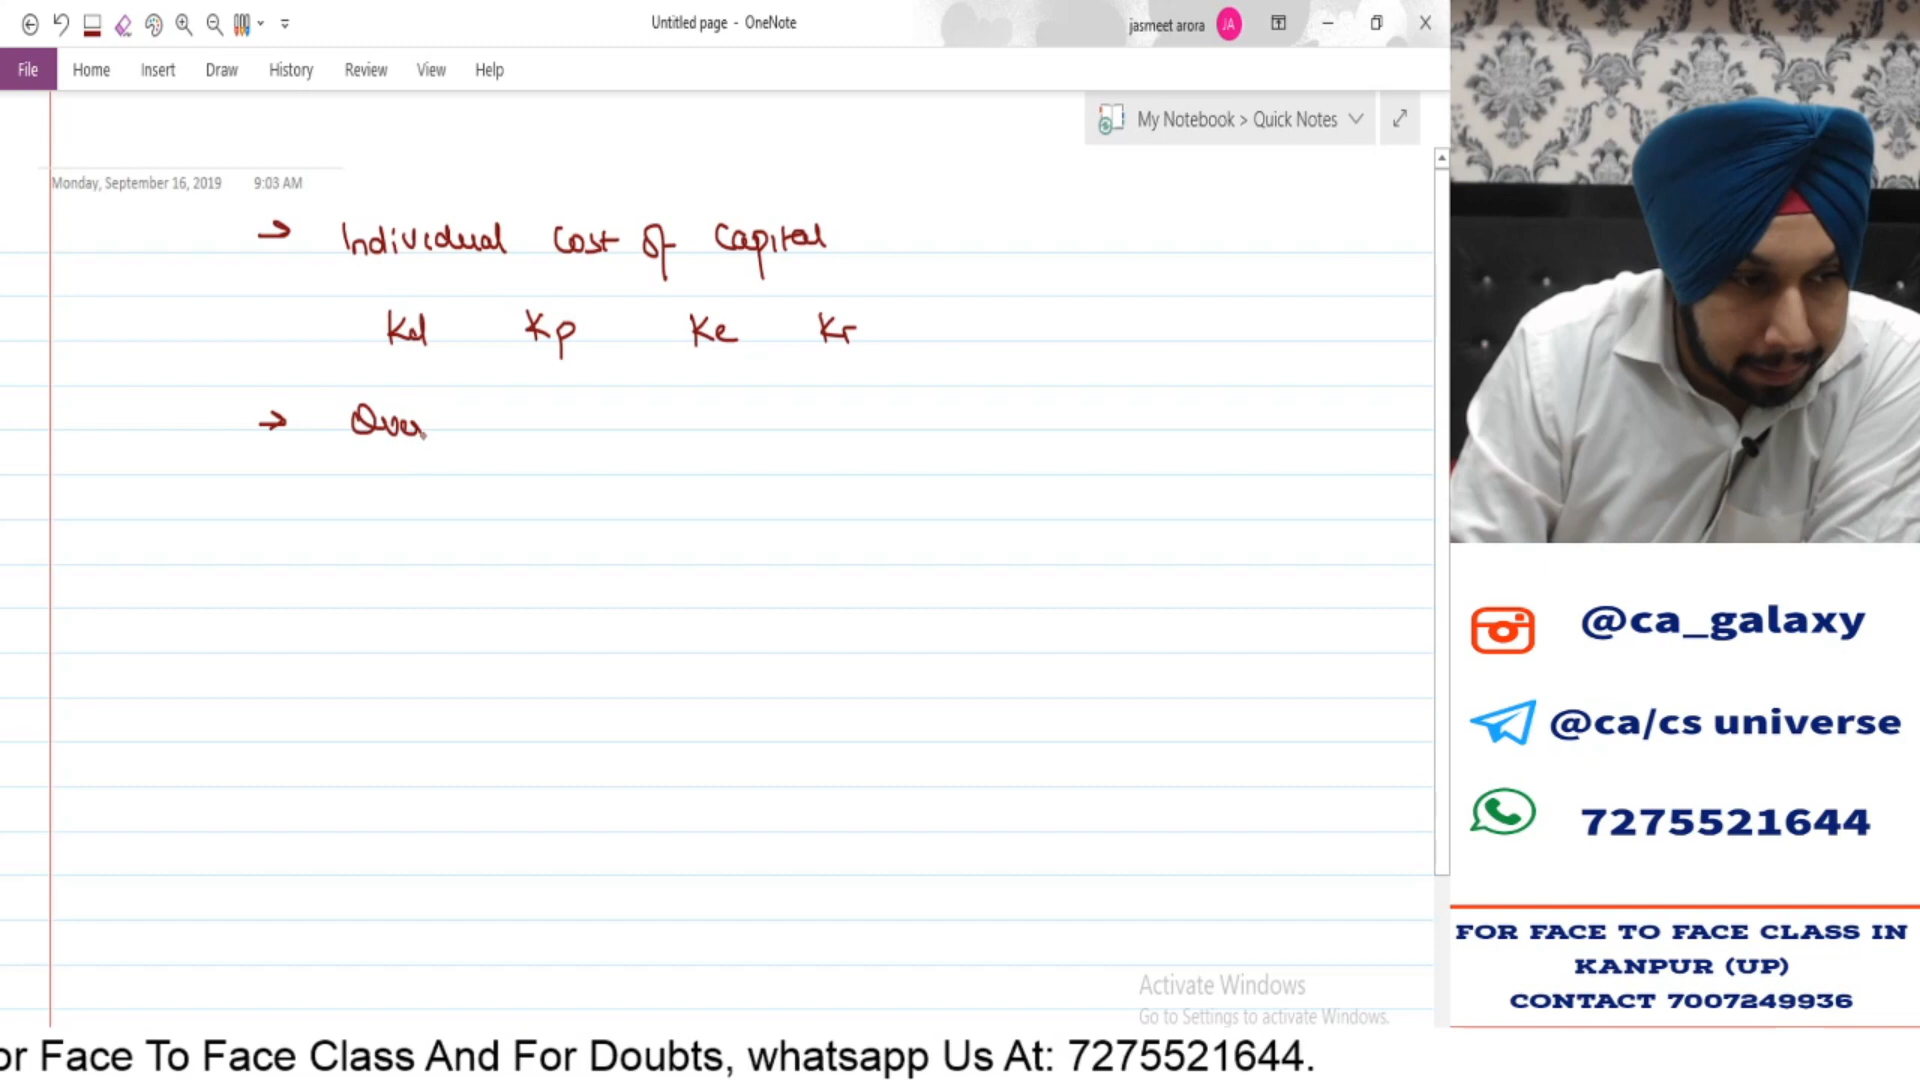 Untitled page - OneNote
jasmeet arora
JA
File
Home
Insert
Draw
History
Review
View
Help
My Notebook > Quick Notes
Monday, September 16, 2019 9:03 AM
→ Individual Cost of Capital
Kd Kp Ke Kr
→ Over
@ca_galaxy
@ca/cs universe
7275521644
FOR FACE TO FACE CLASS IN
KANPUR (UP)
CONTACT 7007249936
Activate Windows
Go to Settings to activate Windows.
or Face To Face Class And For Doubts, whatsapp Us At: 7275521644.